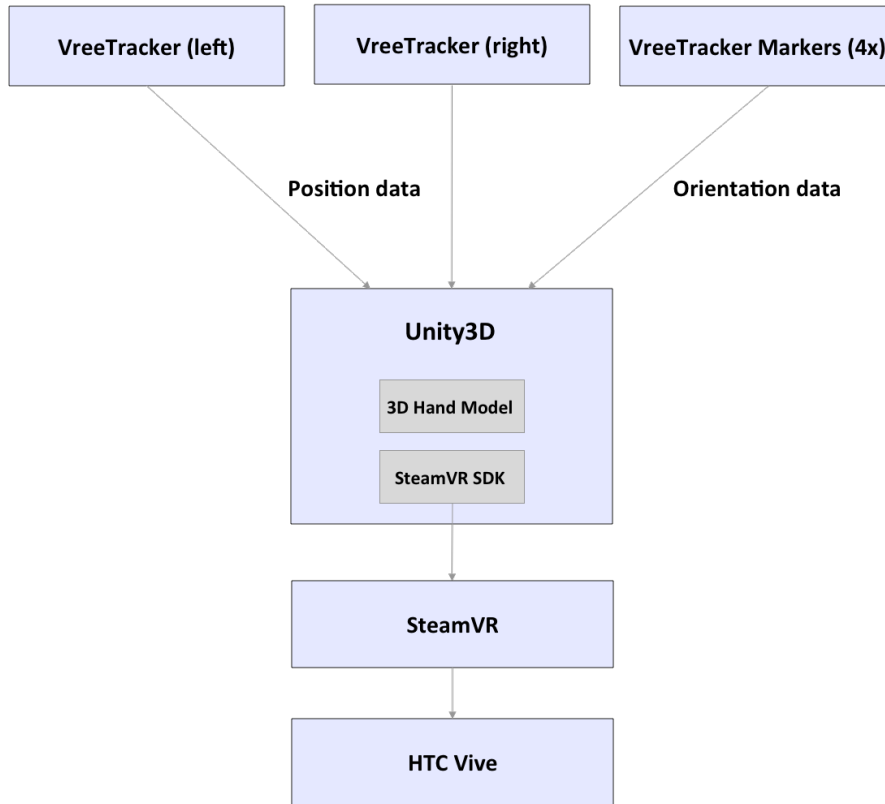 VreeTracker (left)
VreeTracker (right)
VreeTracker Markers (4x)
Position data
Orientation data
Unity3D
3D Hand Model
SteamVR SDK
SteamVR
HTC Vive